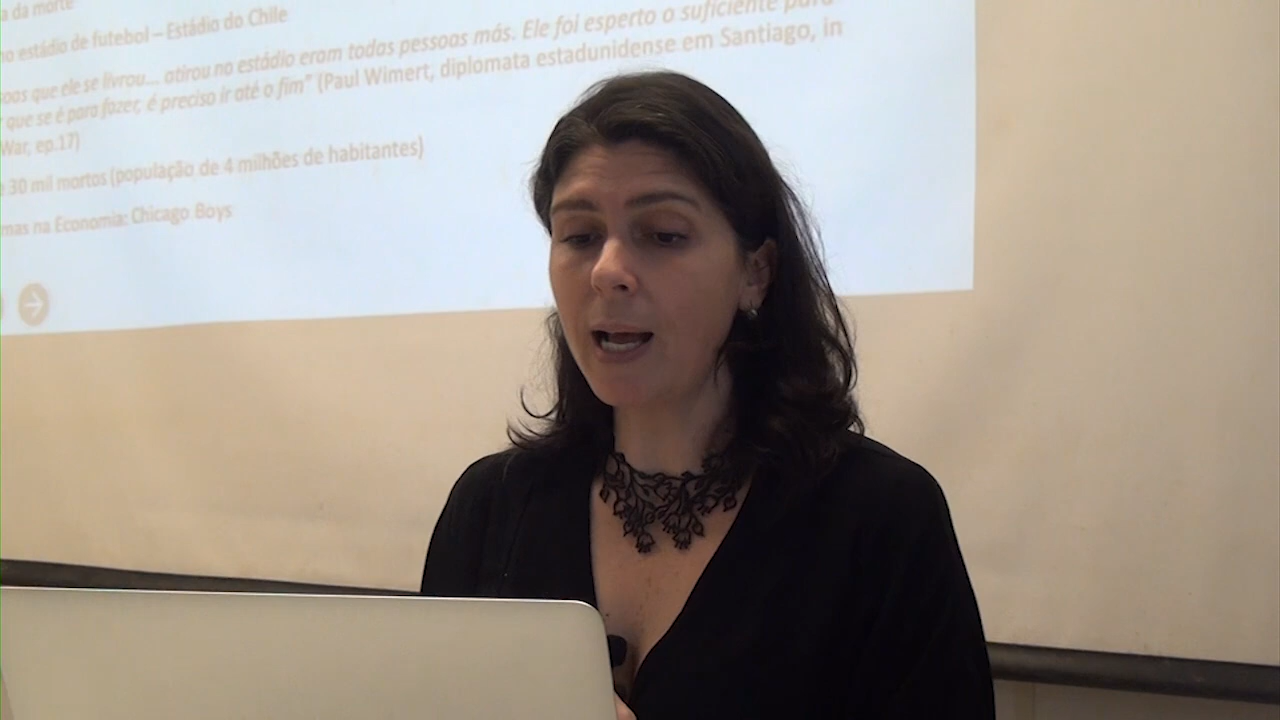 a da morte
no estádio de futebol – Estádio do Chile
soas que ele se livrou... atirou no estádio eram todas pessoas más. Ele foi esperto o suficiente para
r que se é para fazer, é preciso ir até o fim" (Paul Wimert, diplomata estadunidense em Santiago, in
War, ep.17)
e 30 mil mortos (população de 4 milhões de habitantes)
mas na Economia: Chicago Boys